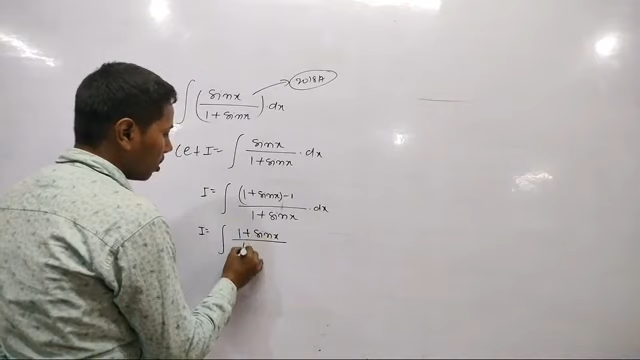 ∫ (sinx / 1 + sinx) · dx → 2018A
Let I = ∫ sinx / 1 + sinx · dx
I = ∫ (1 + sinx) - 1 / 1 + sinx · dx
I = ∫ 1 + sinx /